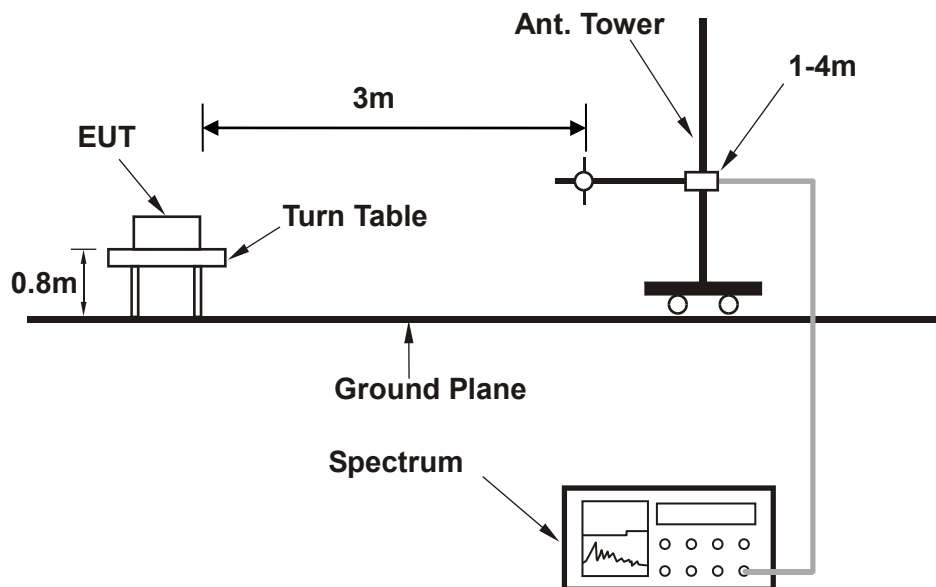 Ant. Tower
1-4m
3m
EUT
Turn Table
0.8m
Ground Plane
Spectrum